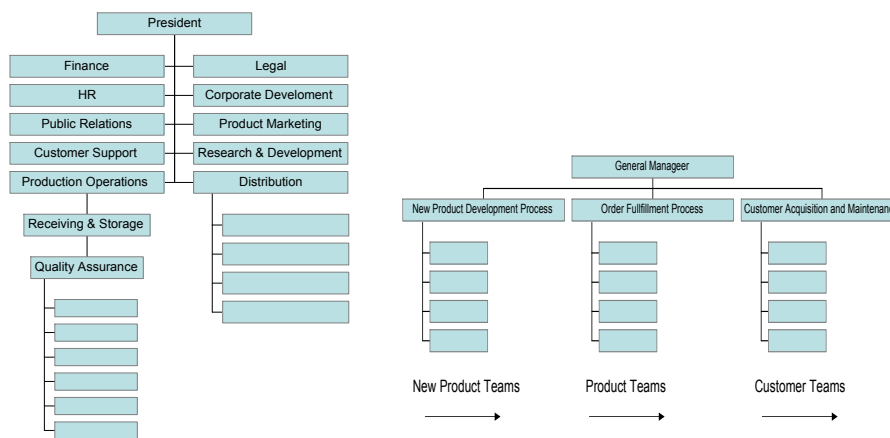 President
Finance
Legal
HR
Corporate Develoment
Public Relations
Product Marketing
Customer Support
Research & Development
Production Operations
Distribution
Receiving & Storage
Quality Assurance
General Manageer
New Product Development Process
Order Fullfillment Process
Customer Acquisition and Maintenance
New Product Teams
Product Teams
Customer Teams